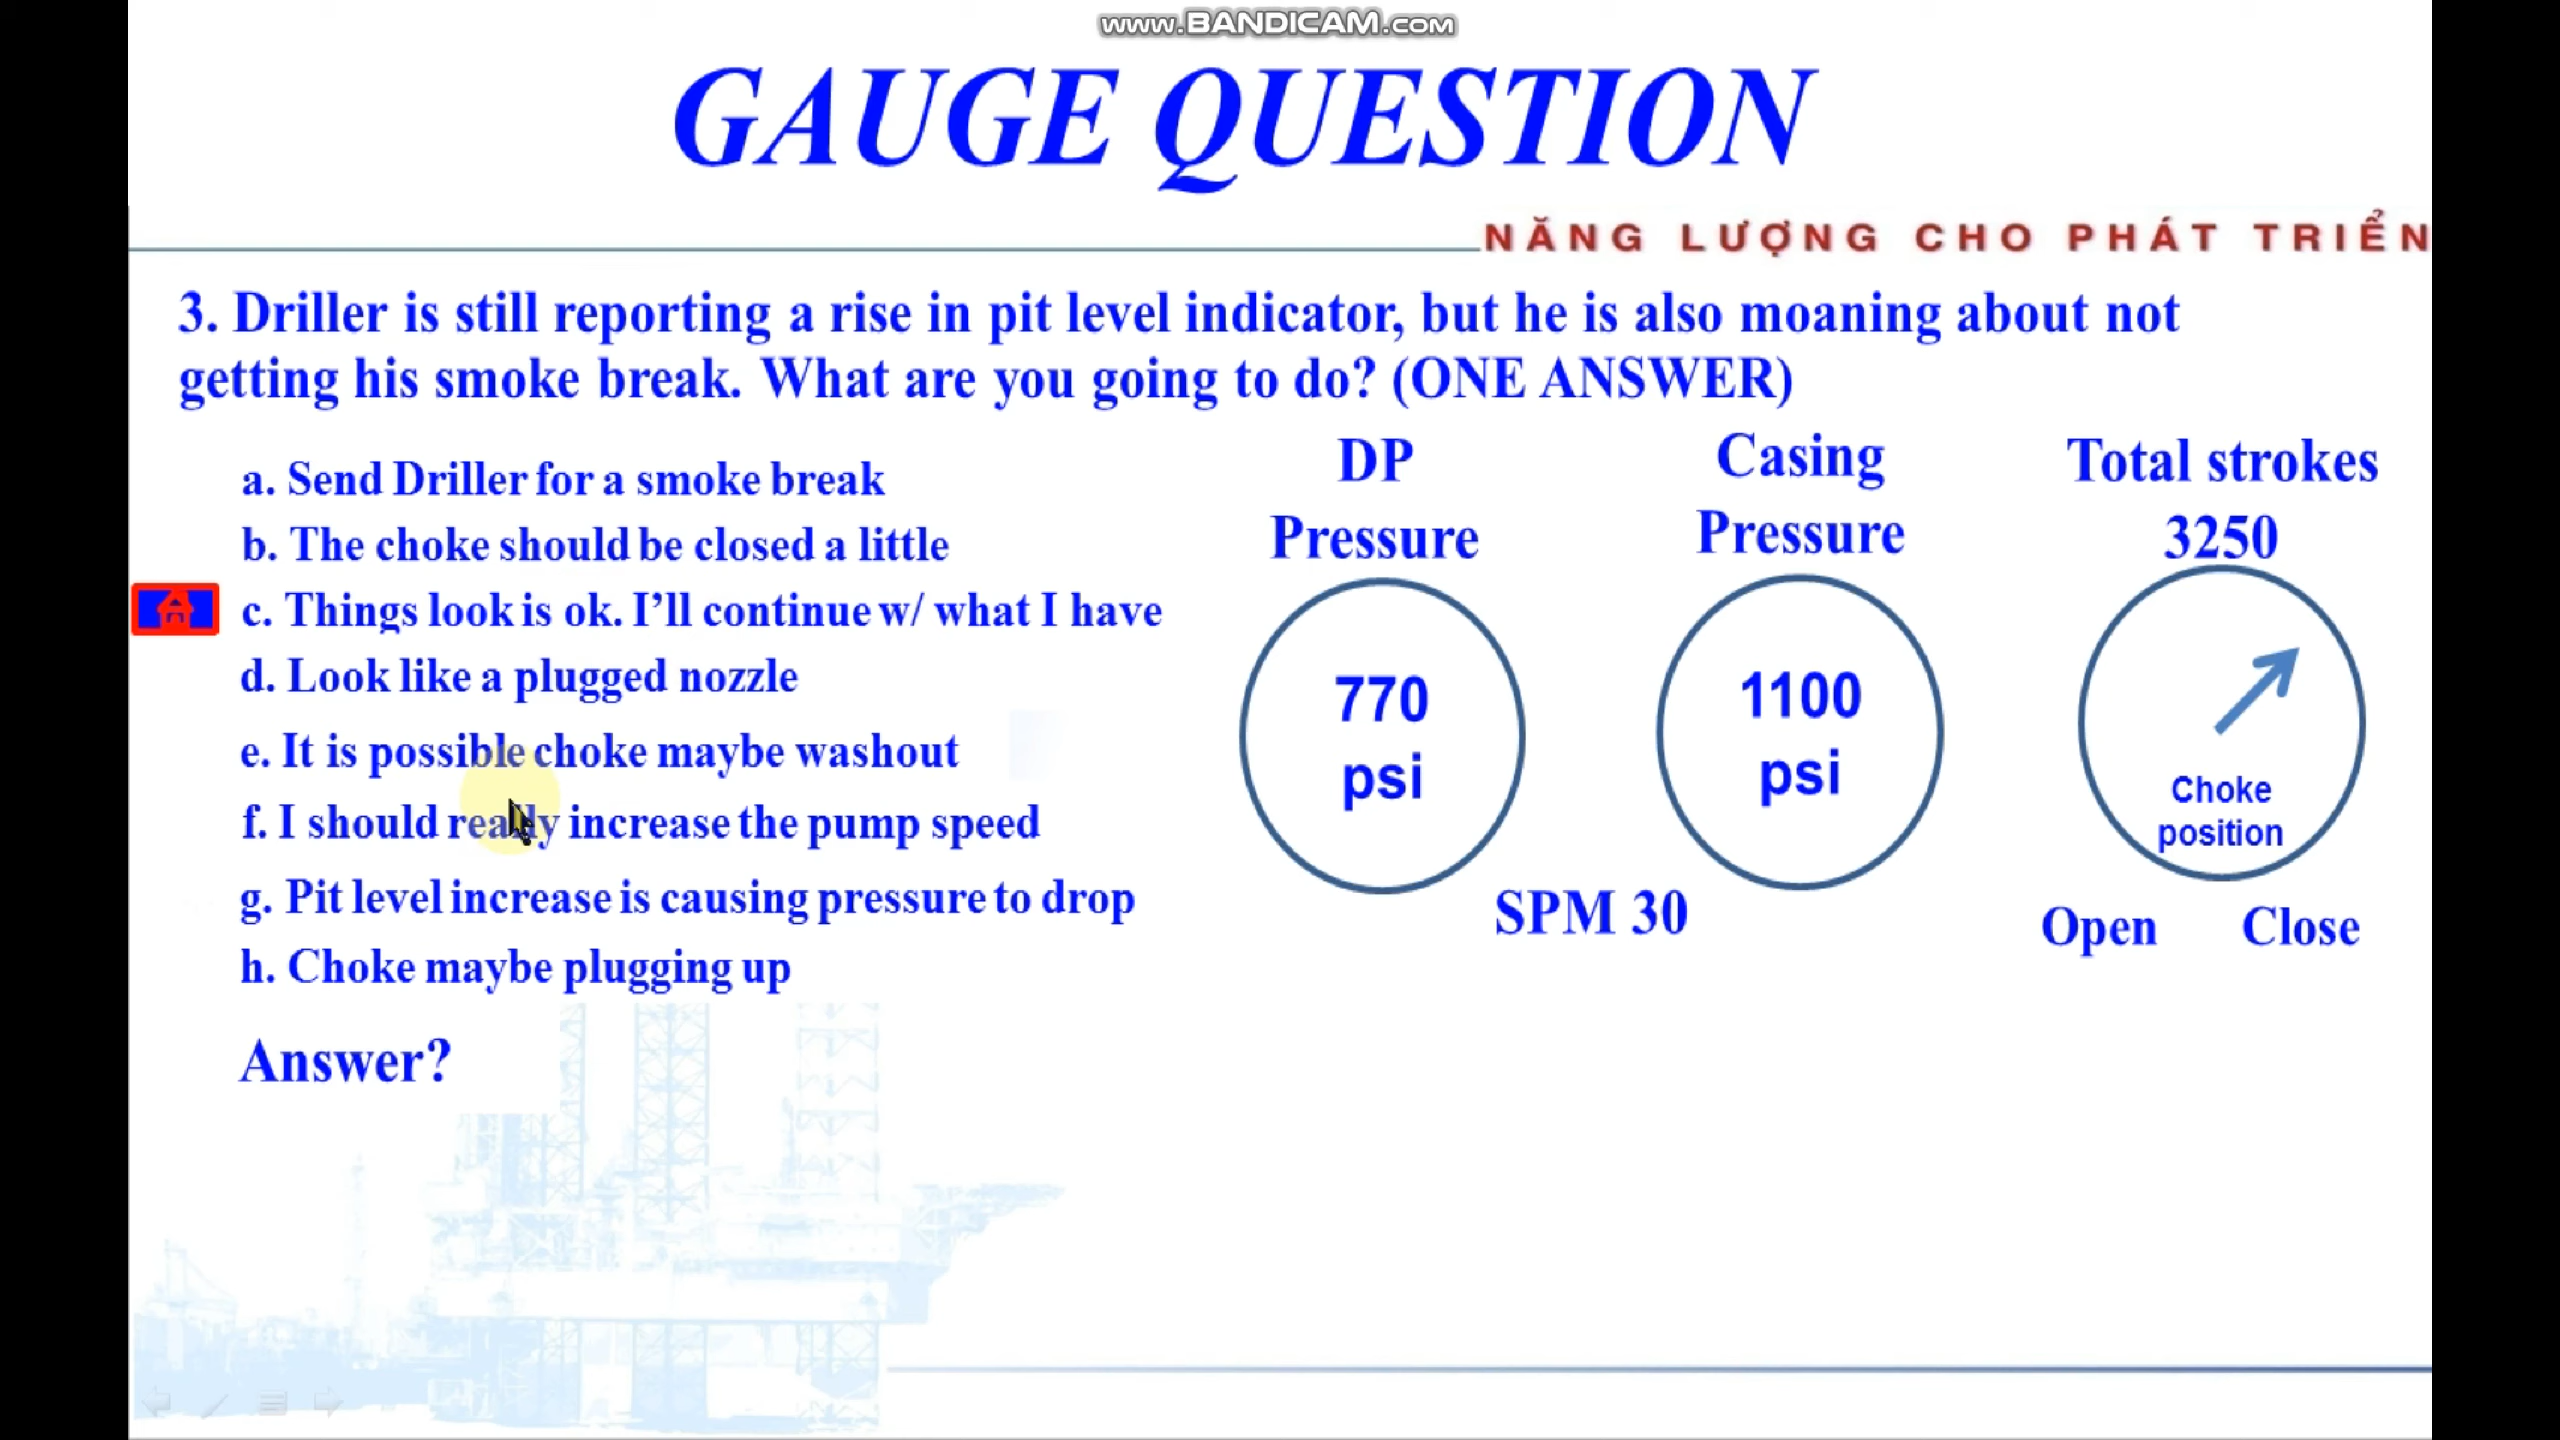 www.BANDICAM.com
GAUGE QUESTION
NĂNG LƯỢNG CHO PHÁT TRIỂN
3. Driller is still reporting a rise in pit level indicator, but he is also moaning about not
getting his smoke break. What are you going to do? (ONE ANSWER)
a. Send Driller for a smoke break
b. The choke should be closed a little
c. Things look is ok. I’ll continue w/ what I have
d. Look like a plugged nozzle
e. It is possible choke maybe washout
f. I should really increase the pump speed
g. Pit level increase is causing pressure to drop
h. Choke maybe plugging up
Answer?
DP
Pressure
770
psi
Casing
Pressure
1100
psi
SPM 30
Total strokes
3250
Choke
position
Open Close